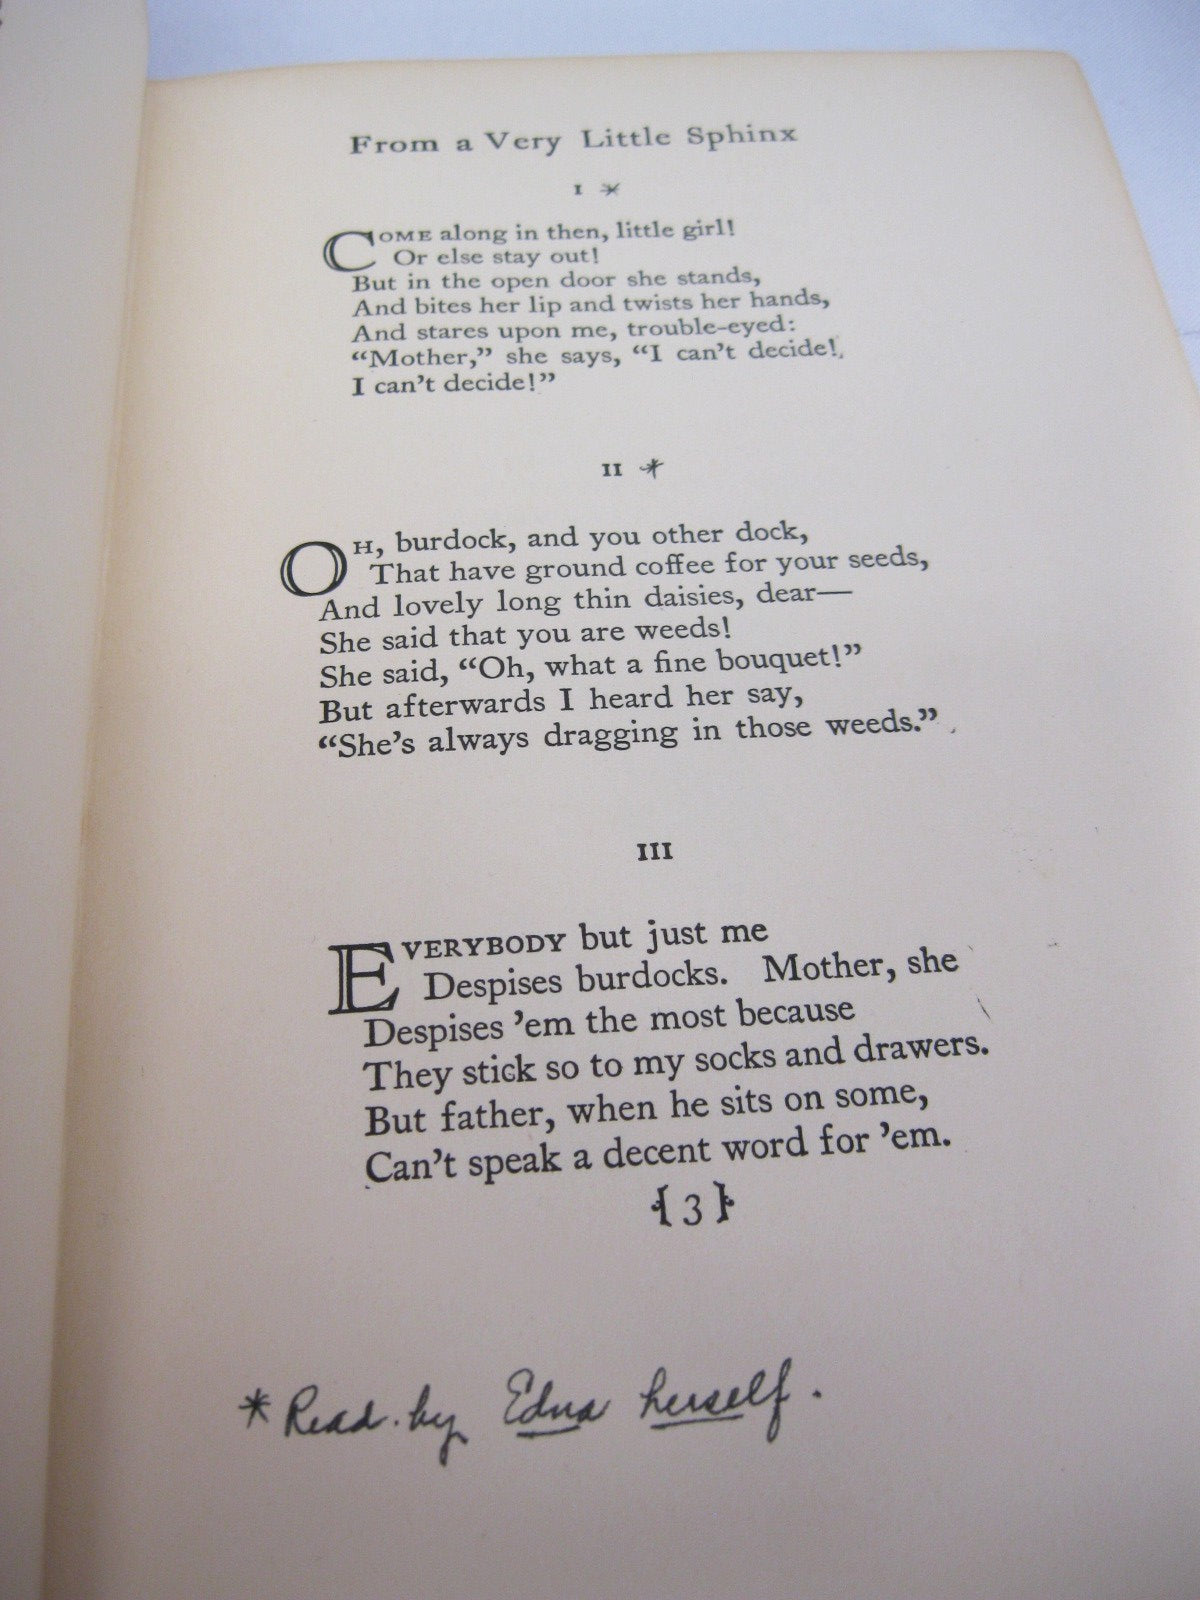 From a Very Little Sphinx
I *
COME along in then, little girl!
Or else stay out!
But in the open door she stands,
And bites her lip and twists her hands,
And stares upon me, trouble-eyed:
“Mother,” she says, “I can’t decide!
I can’t decide!”
II *
OH, burdock, and you other dock,
That have ground coffee for your seeds,
And lovely long thin daisies, dear—
She said that you are weeds!
She said, “Oh, what a fine bouquet!”
But afterwards I heard her say,
“She’s always dragging in those weeds.”
III
EVERYBODY but just me
Despises burdocks. Mother, she
Despises ’em the most because
They stick so to my socks and drawers.
But father, when he sits on some,
Can’t speak a decent word for ’em.
{3}
* Read by Edna herself.